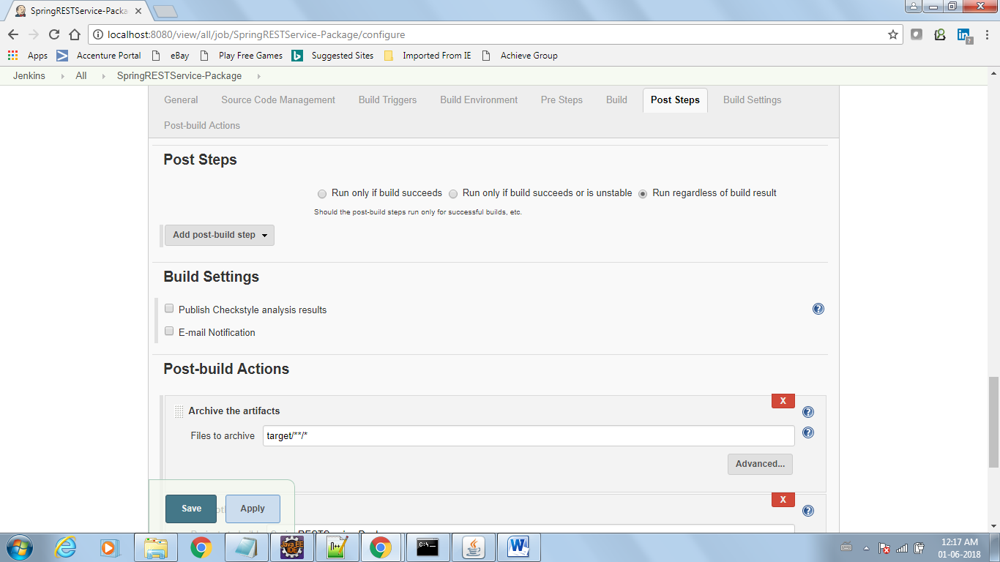 SpringRESTService-Packa
localhost:8080/view/all/job/SpringRESTService-Package/configure
Apps Accenture Portal eBay Play Free Games Suggested Sites Imported From IE Achieve Group
Jenkins All SpringRESTService-Package
General Source Code Management Build Triggers Build Environment Pre Steps Build Post Steps Build Settings
Post-build Actions
Post Steps
Run only if build succeeds Run only if build succeeds or is unstable Run regardless of build result
Should the post-build steps run only for successful builds, etc.
Add post-build step
Build Settings
Publish Checkstyle analysis results
E-mail Notification
Post-build Actions
Archive the artifacts
X
Files to archive target/**/*
Advanced...
X
Save Apply
12:17 AM
01-06-2018